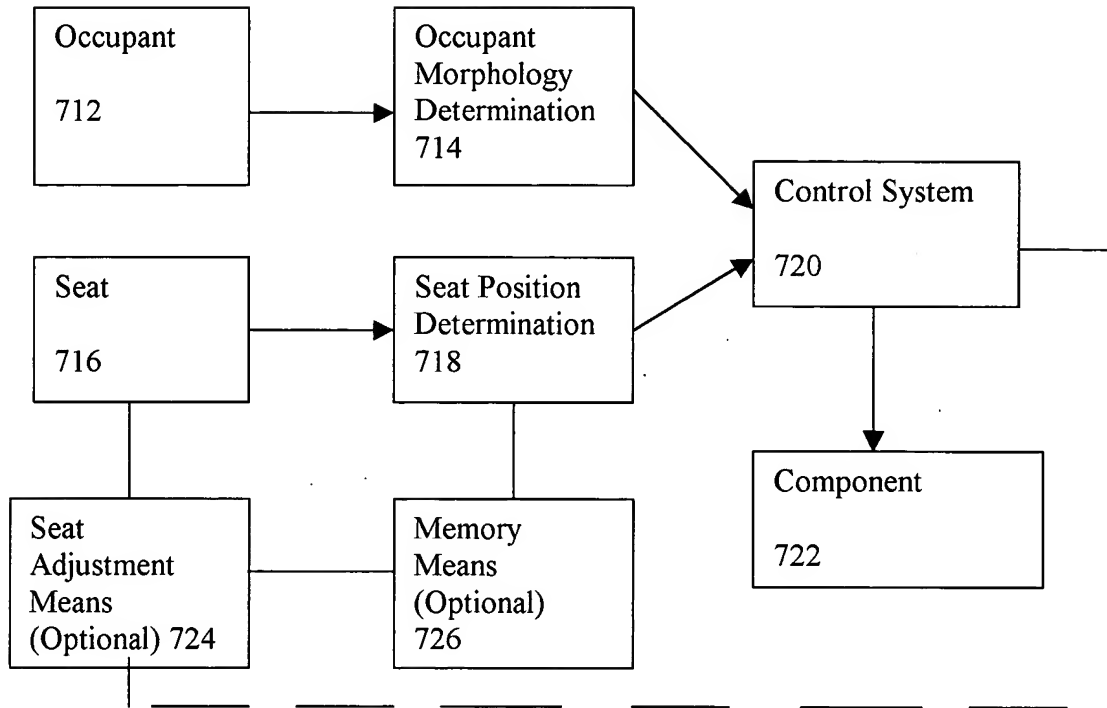 Occupant
712
Occupant
Morphology
Determination
714
Control System
720
Seat
716
Seat Position
Determination
718
Component
722
Seat
Adjustment
Means
(Optional) 724
Memory
Means
(Optional)
726